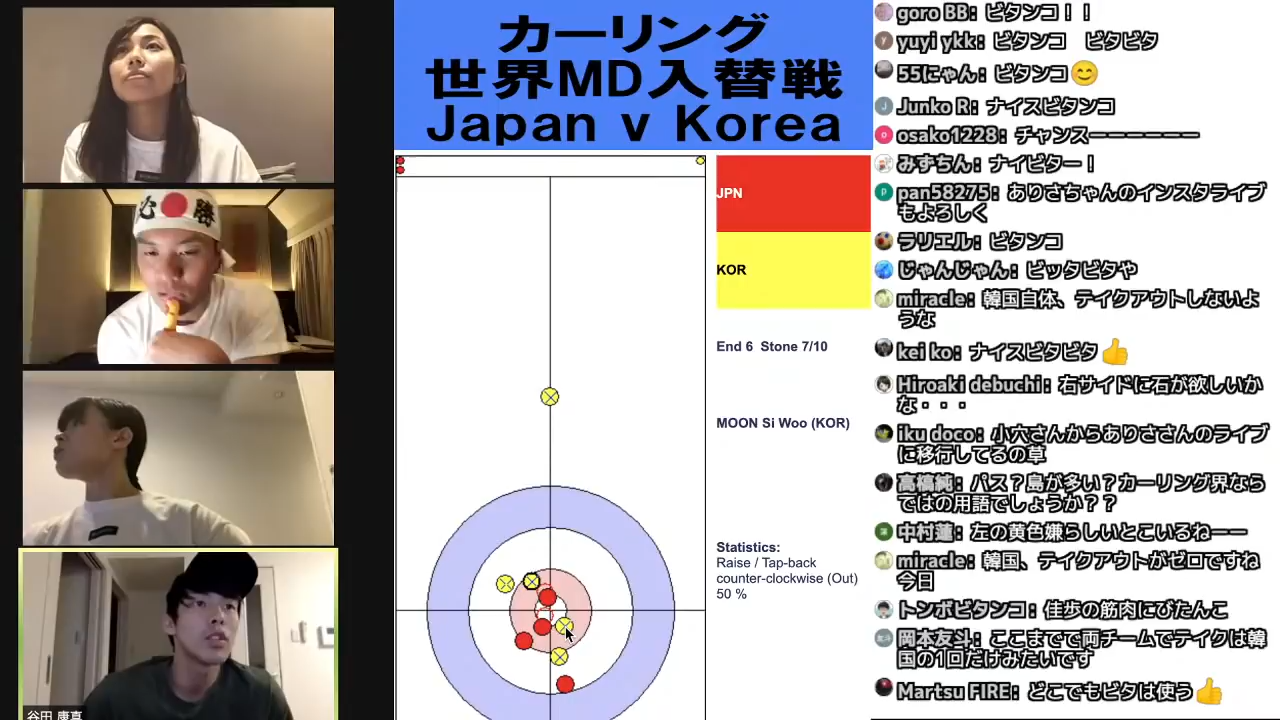 カーリング
世界MD入替戦
Japan v Korea
必 勝
谷田 康真
JPN
KOR
End 6 Stone 7/10
MOON Si Woo (KOR)
Statistics:
Raise / Tap-back
counter-clockwise (Out)
50 %
goro BB: ビタンコ！！
yuyi ykk: ビタンコ　ビタビタ
55にゃん: ビタンコ😊
Junko R: ナイスビタンコ
osako1228: チャンスーーーーーー
みずちん: ナイビター！
pan58275: ありさちゃんのインスタライブ
もよろしく
ラリエル: ビタンコ
じゃんじゃん: ビッタビタや
miracle: 韓国自体、テイクアウトしないよ
うな
kei ko: ナイスビタビタ👍
Hiroaki debuchi: 右サイドに石が欲しいか
な・・・
iku doco: 小穴さんからありささんのライブ
に移行してるの草
高槁純: パス？島が多い？カーリング界なら
ではの用語でしょうか？？
中村蓮: 左の黄色嫌らしいとこいるねーー
miracle: 韓国、テイクアウトがゼロですね
今日
トンボビタンコ: 佳歩の筋肉にびたんこ
岡本友斗: ここまでで両チームでテイクは韓
国の1回だけみたいです
Martsu FIRE: どこでもビタは使う👍